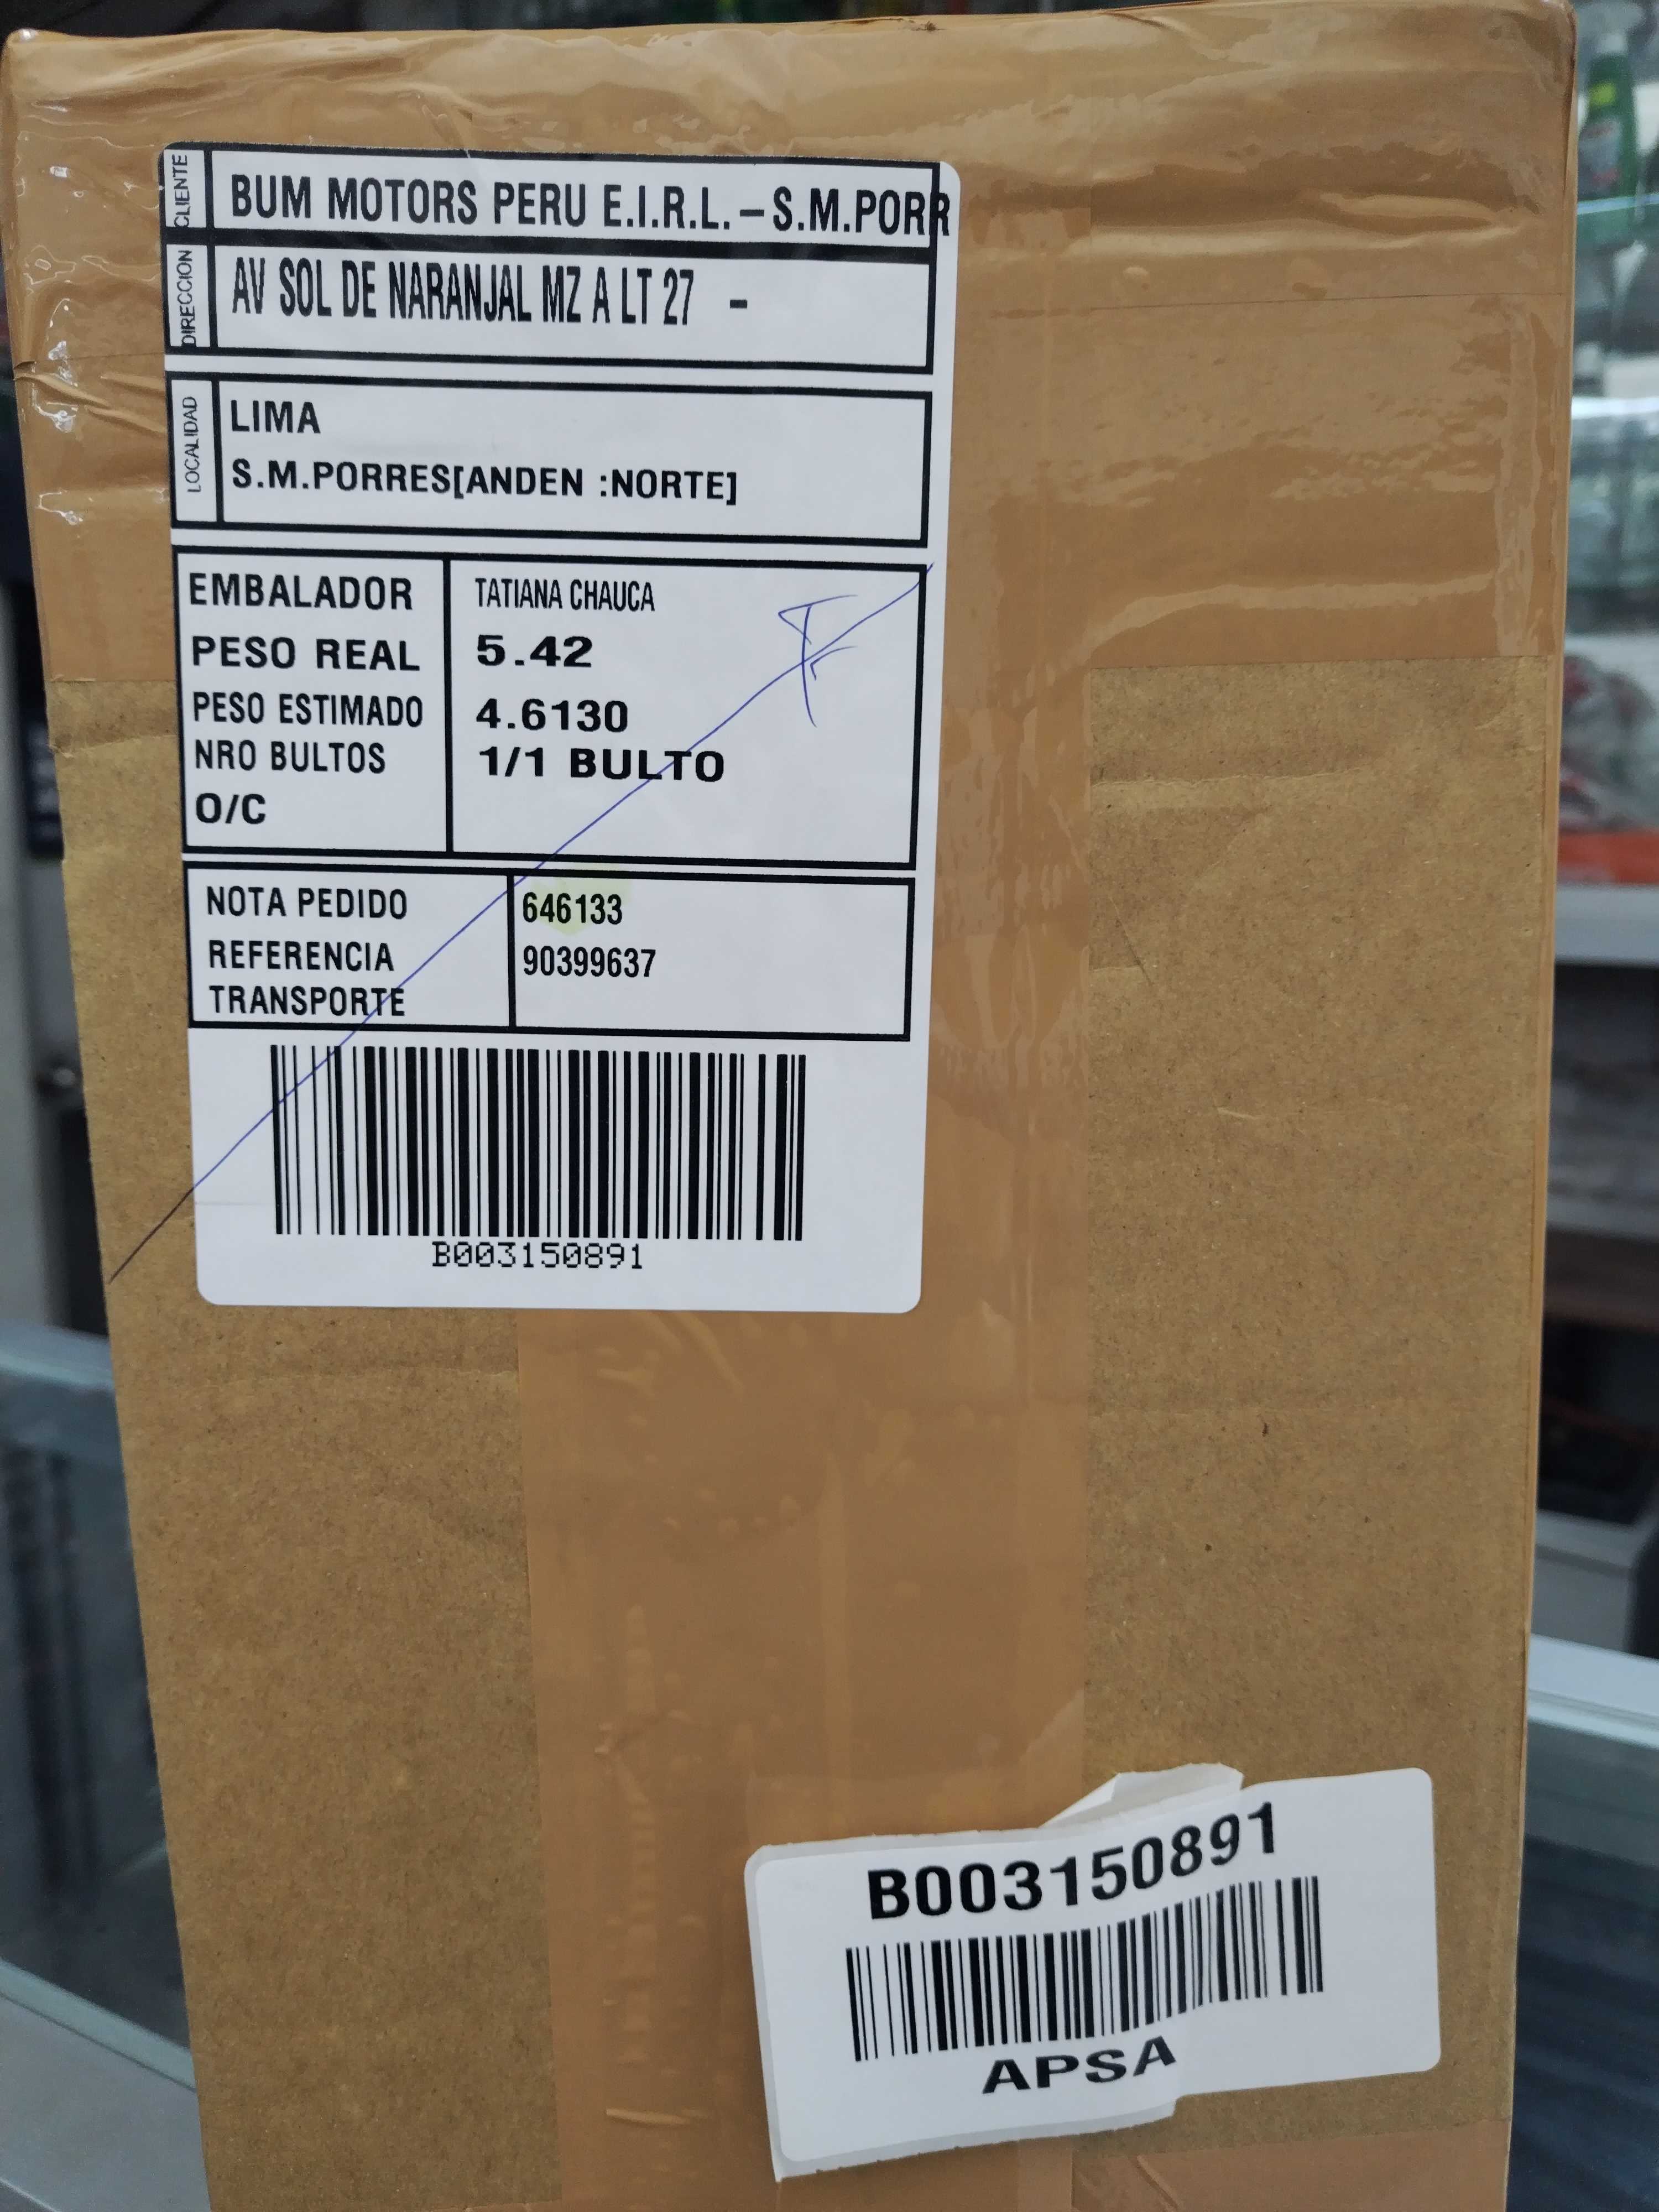 CLIENTE
BUM MOTORS PERU E.I.R.L. – S.M.PORR
DIRECCION
AV SOL DE NARANJAL MZ A LT 27 -
LOCALIDAD
LIMA
S.M.PORRES[ANDEN :NORTE]
EMBALADOR TATIANA CHAUCA
PESO REAL 5.42
PESO ESTIMADO 4.6130
NRO BULTOS 1/1 BULTO
O/C
NOTA PEDIDO 646133
REFERENCIA 90399637
TRANSPORTE
B003150891
B003150891
APSA